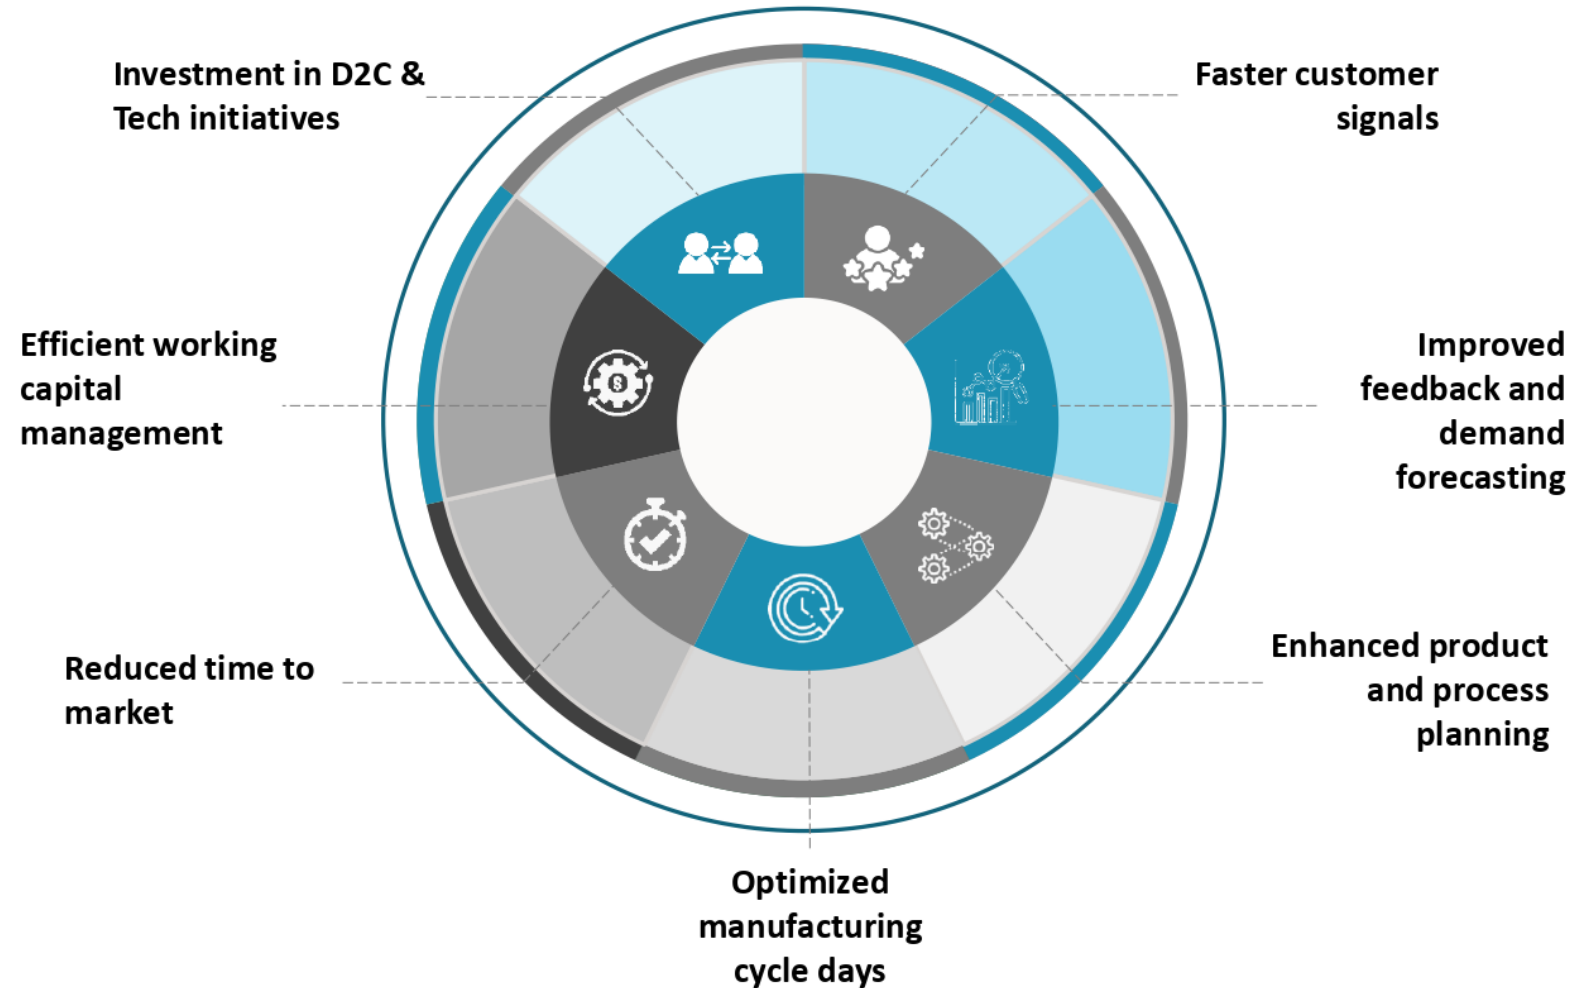 Investment in D2C &
Tech initiatives
Faster customer
signals
Efficient working
capital
management
Improved
feedback and
demand
forecasting
Reduced time to
market
Enhanced product
and process
planning
Optimized
manufacturing
cycle days